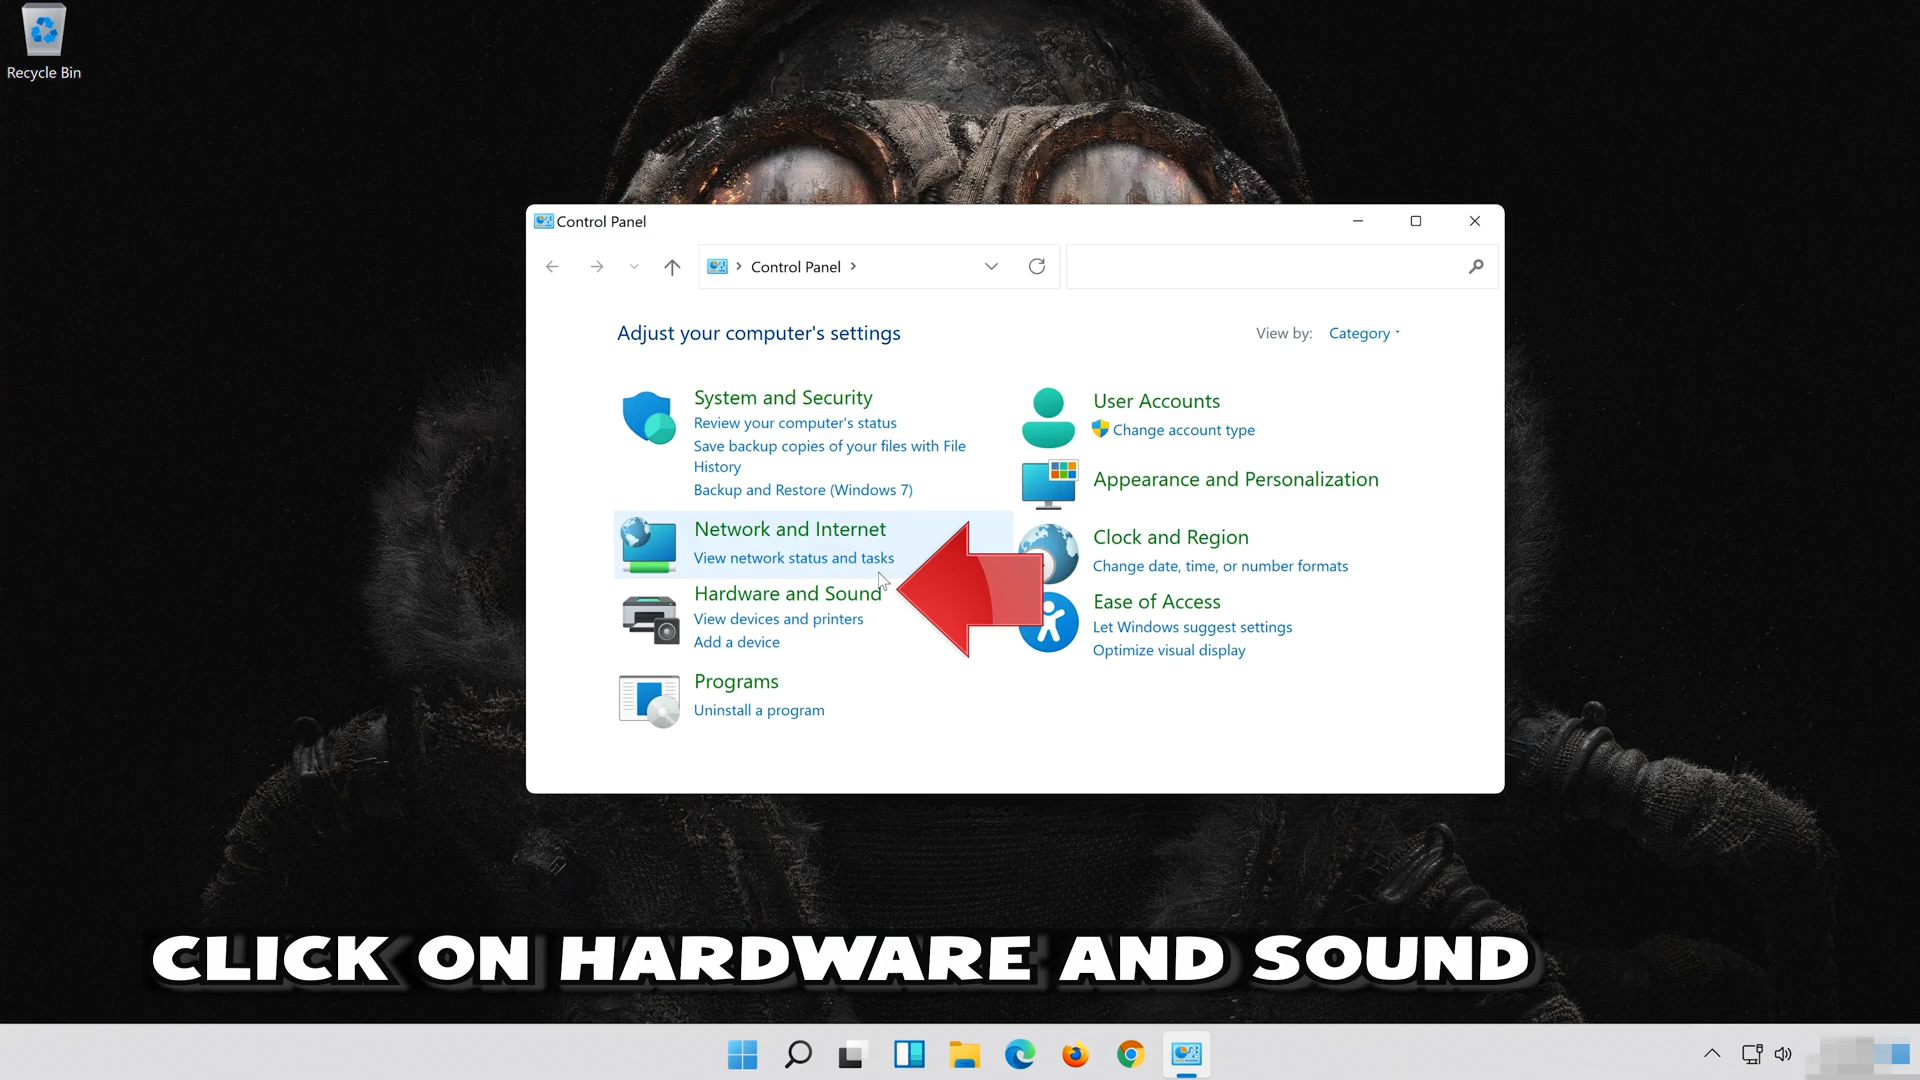 Recycle Bin
Control Panel
Control Panel
Adjust your computer's settings
View by: Category
System and Security
Review your computer's status
Save backup copies of your files with File
History
Backup and Restore (Windows 7)
Network and Internet
View network status and tasks
Hardware and Sound
View devices and printers
Add a device
Programs
Uninstall a program
User Accounts
Change account type
Appearance and Personalization
Clock and Region
Change date, time, or number formats
Ease of Access
Let Windows suggest settings
Optimize visual display
CLICK ON HARDWARE AND SOUND